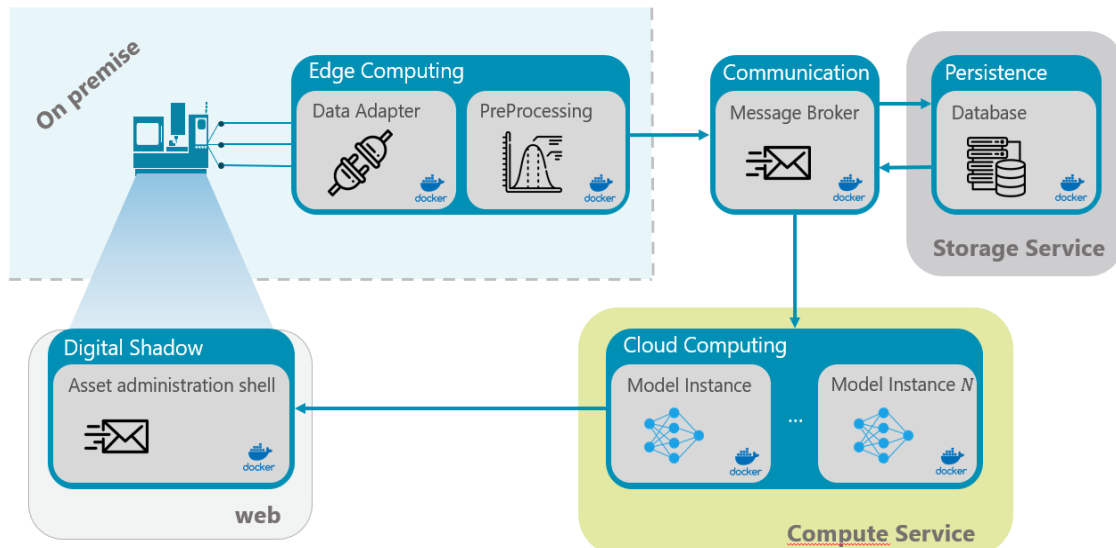 On premise
Edge Computing
Data Adapter
docker
PreProcessing
docker
Communication
Message Broker
docker
Persistence
Database
docker
Storage Service
Digital Shadow
Asset administration shell
docker
web
Cloud Computing
Model Instance
docker
...
Model Instance N
docker
Compute Service